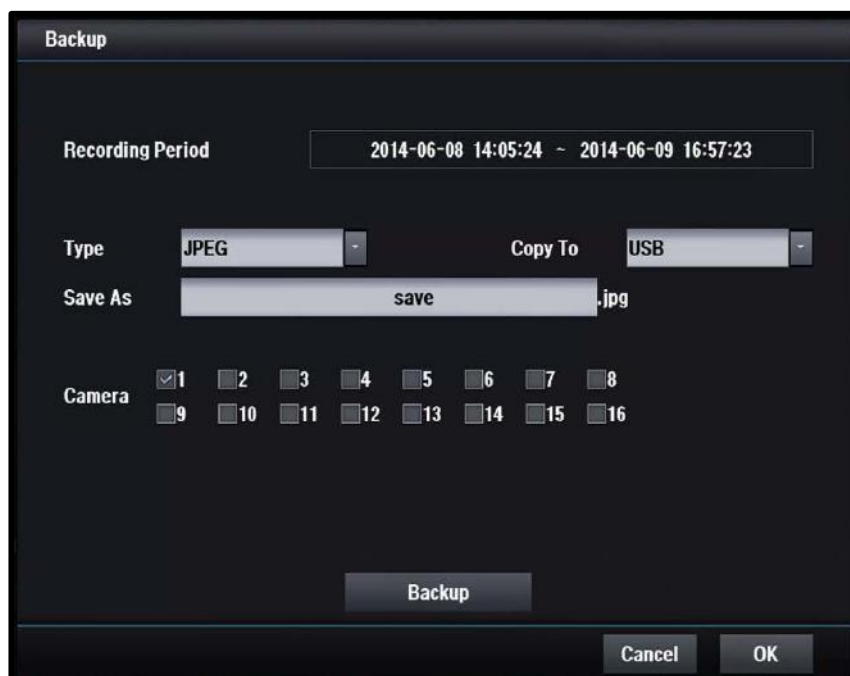 Backup
Recording Period 2014-06-08 14:05:24 ~ 2014-06-09 16:57:23
Type JPEG Copy To USB
Save As save .jpg
Camera
1 2 3 4 5 6 7 8
9 10 11 12 13 14 15 16
Backup
Cancel OK